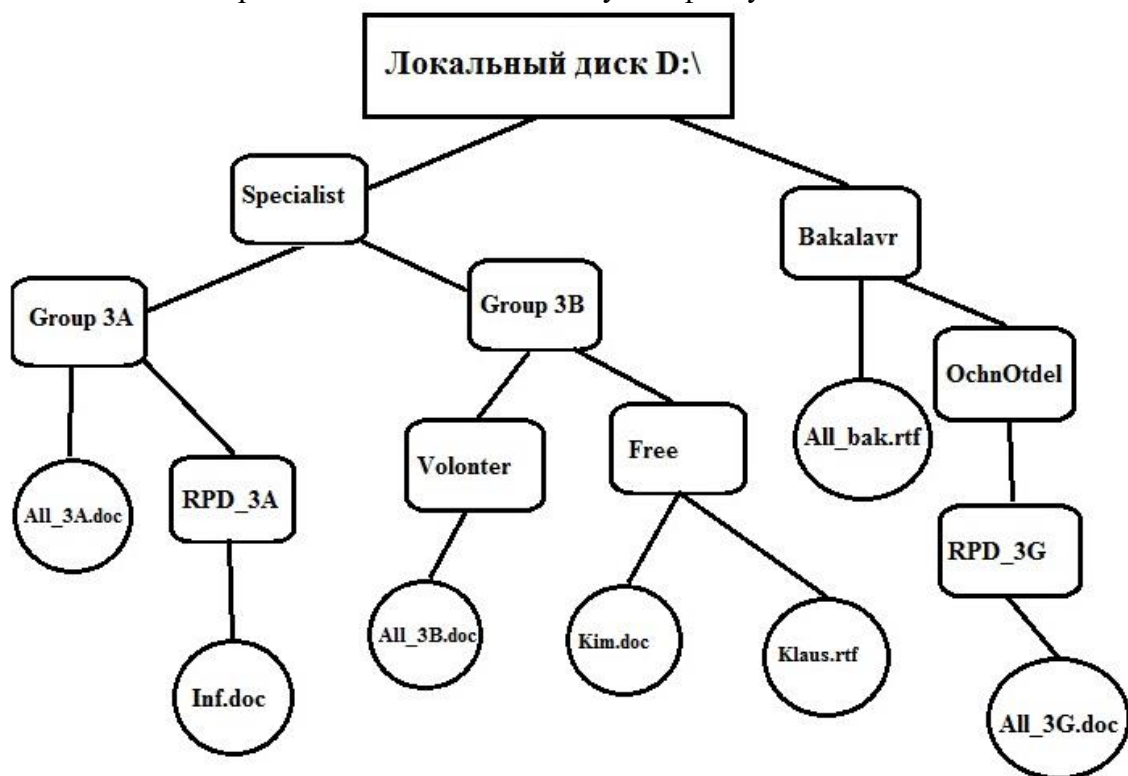 Локальный диск D:\
Specialist
Bakalavr
Group 3A
Group 3B
OchnOtdel
All_bak.rtf
Volonter
Free
RPD_3A
All_3A.doc
RPD_3G
All_3B.doc
Kim.doc
Klaus.rtf
Inf.doc
All_3G.doc